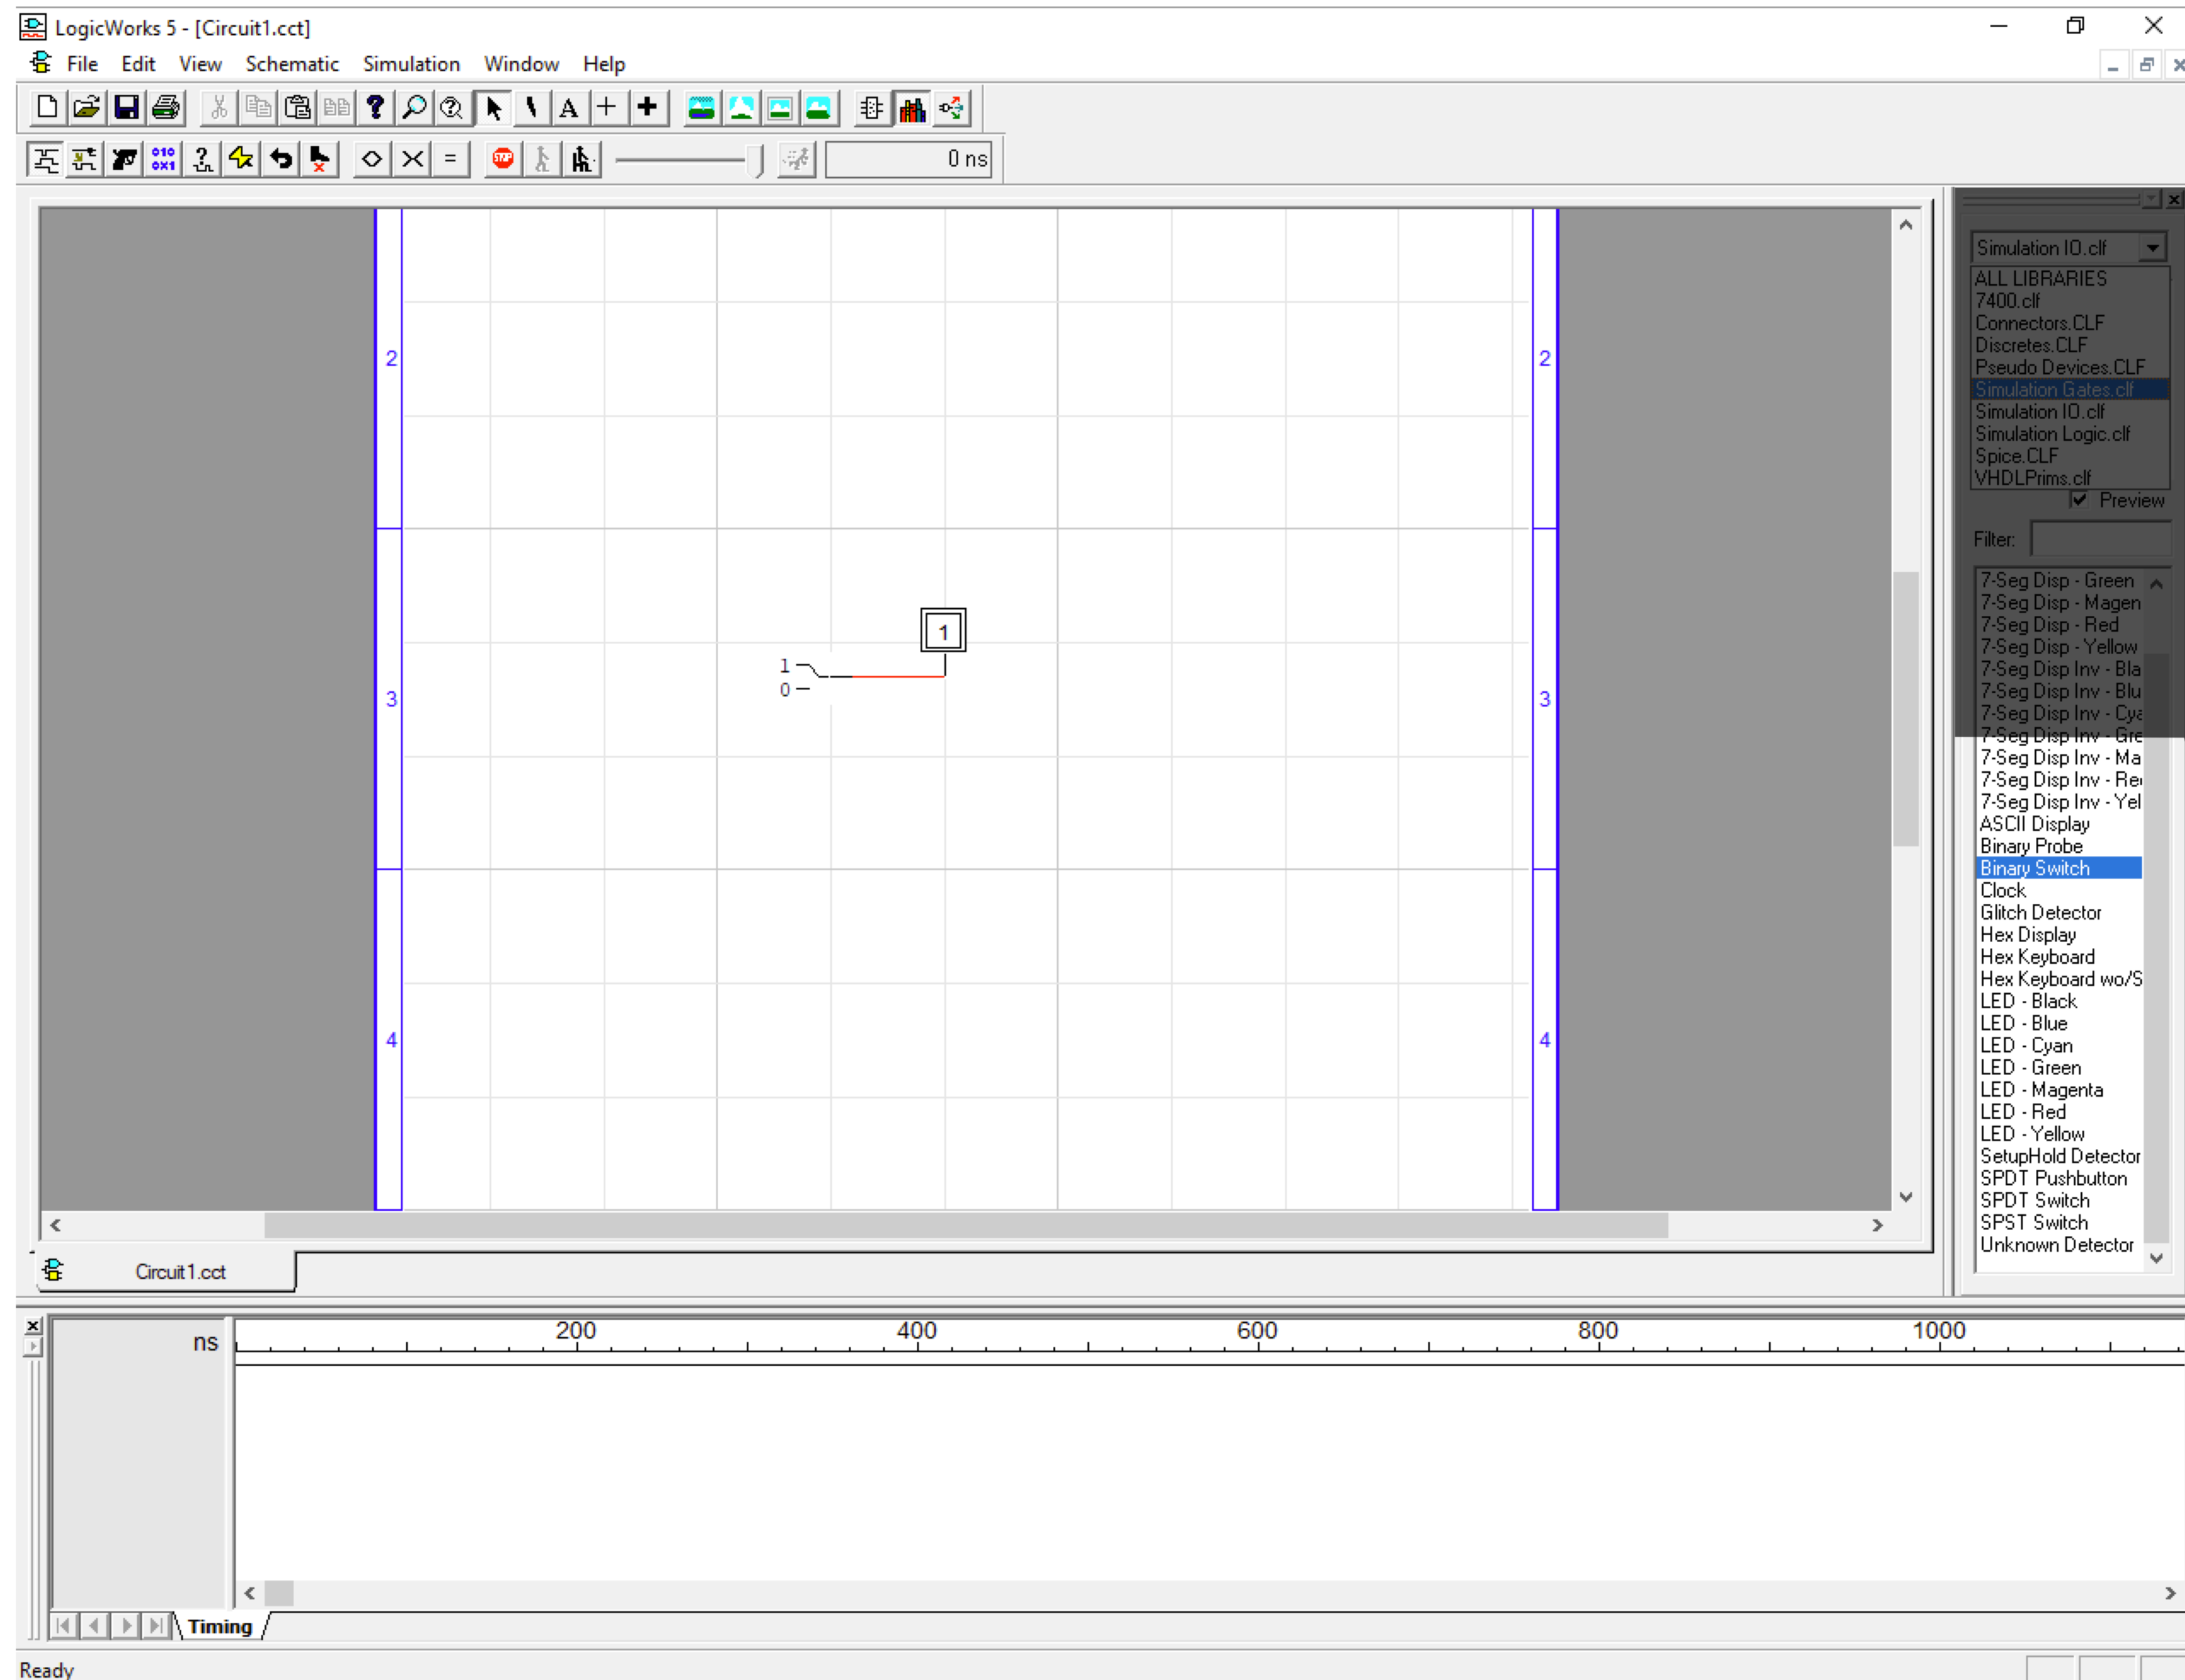 LogicWorks 5 - [Circuit1.cct]
File Edit View Schematic Simulation Window Help
A
010
0X1
STOP
0 ns
Simulation IO.clf
ALL LIBRARIES
7400.clf
Connectors.CLF
Discretes.CLF
Pseudo Devices.CLF
Simulation Gates.clf
Simulation IO.clf
Simulation Logic.clf
Spice.CLF
VHDLPrims.clf
Preview
Filter:
7-Seg Disp - Green
7-Seg Disp - Magen
7-Seg Disp - Red
7-Seg Disp - Yellow
7-Seg Disp Inv - Bla
7-Seg Disp Inv - Blu
7-Seg Disp Inv - Cya
7-Seg Disp Inv - Gre
7-Seg Disp Inv - Ma
7-Seg Disp Inv - Re
7-Seg Disp Inv - Yel
ASCII Display
Binary Probe
Binary Switch
Clock
Glitch Detector
Hex Display
Hex Keyboard
Hex Keyboard wo/S
LED - Black
LED - Blue
LED - Cyan
LED - Green
LED - Magenta
LED - Red
LED - Yellow
SetupHold Detector
SPDT Pushbutton
SPDT Switch
SPST Switch
Unknown Detector
2 2
1
1
0
3 3
4 4
Circuit1.cct
ns 200 400 600 800 1000
Timing
Ready